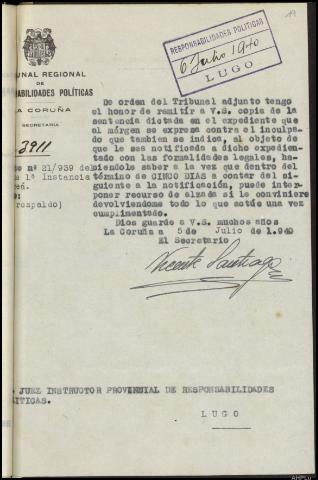 19
RESPONSABILIDADES POLITICAS
6 Julio 1940
LUGO
UNAL REGIONAL
DE
ABILIDADES POLÍTICAS
A CORUÑA
SECRETARÍA
3911
De orden del Tribunal adjunto tengo
el honor de remitir a V.S. copia de la
sentencia dictada en el expediente que
al márgen se expresa contra el inculpa-
do que tambien se indica, al objeto de
que le sea notificada a dicho expedien-
tado con las formalidades legales, ha-
ciendole saber a la vez que dentro del
término de CINCO DIAS a contar del si-
guiente a la notificación, puede inter-
poner recurso de alzada si le conviniere
devolviendome todo lo que actúe una vez
cumplimentado.
nº 21/939 del
e 1ª Instancia
respaldo)
Dios guarde a V.S. muchos años
La Coruña a 5 de Julio de 1.940
El Secretario
Vicente Santiago
JUEZ INSTRUCTOR PROVINSIAL DE RESPONSABILIDADES
ITICAS.
LUGO
AHPLu